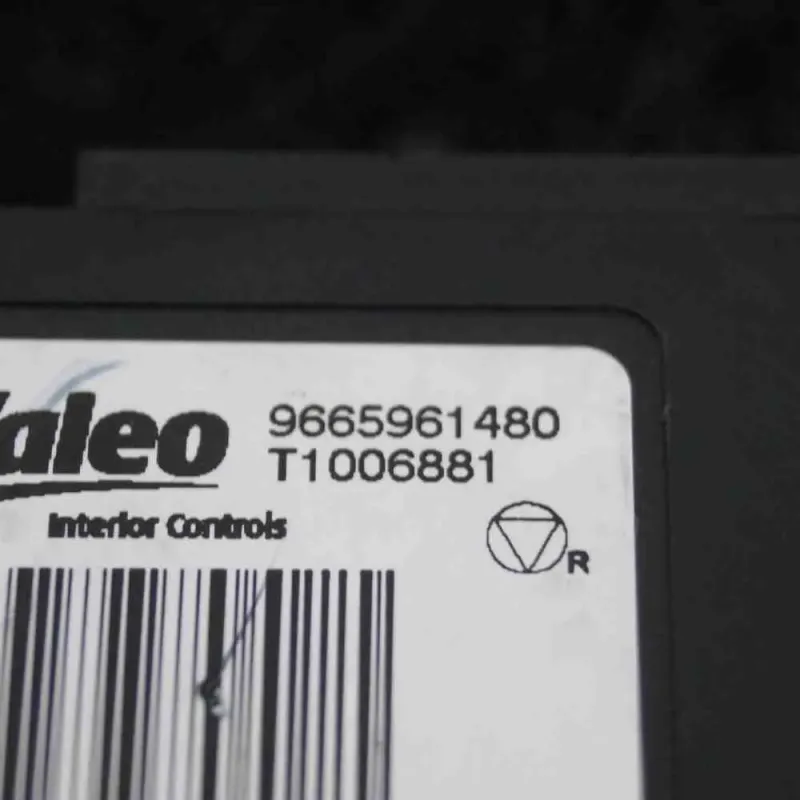 Valeo
9665961480
T1006881
Interior Controls
R